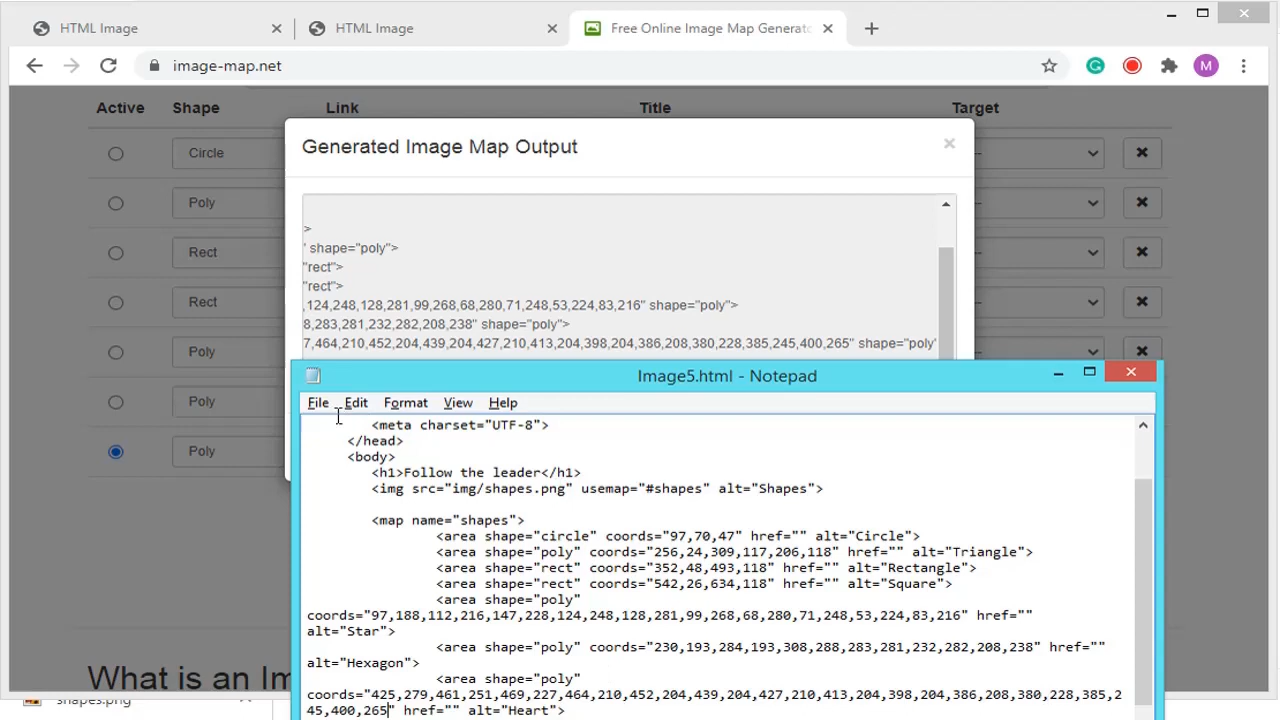 HTML Image
HTML Image
Free Online Image Map Generato
image-map.net
M
Active Shape Link Title Target
Circle
Poly
Rect
Rect
Poly
Poly
Poly
Generated Image Map Output
×
>
' shape="poly">
"rect">
"rect">
,124,248,128,281,99,268,68,280,71,248,53,224,83,216" shape="poly">
8,283,281,232,282,208,238" shape="poly">
7,464,210,452,204,439,204,427,210,413,204,398,204,386,208,380,228,385,245,400,265" shape="poly"
Image5.html - Notepad
File Edit Format View Help
<meta charset="UTF-8">
</head>
<body>
<h1>Follow the leader</h1>
<img src="img/shapes.png" usemap="#shapes" alt="Shapes">
<map name="shapes">
<area shape="circle" coords="97,70,47" href="" alt="Circle">
<area shape="poly" coords="256,24,309,117,206,118" href="" alt="Triangle">
<area shape="rect" coords="352,48,493,118" href="" alt="Rectangle">
<area shape="rect" coords="542,26,634,118" href="" alt="Square">
<area shape="poly"
coords="97,188,112,216,147,228,124,248,128,281,99,268,68,280,71,248,53,224,83,216" href=""
alt="Star">
<area shape="poly" coords="230,193,284,193,308,288,283,281,232,282,208,238" href=""
alt="Hexagon">
<area shape="poly"
coords="425,279,461,251,469,227,464,210,452,204,439,204,427,210,413,204,398,204,386,208,380,228,385,2
45,400,265" href="" alt="Heart">
What is an Im
shapes.png